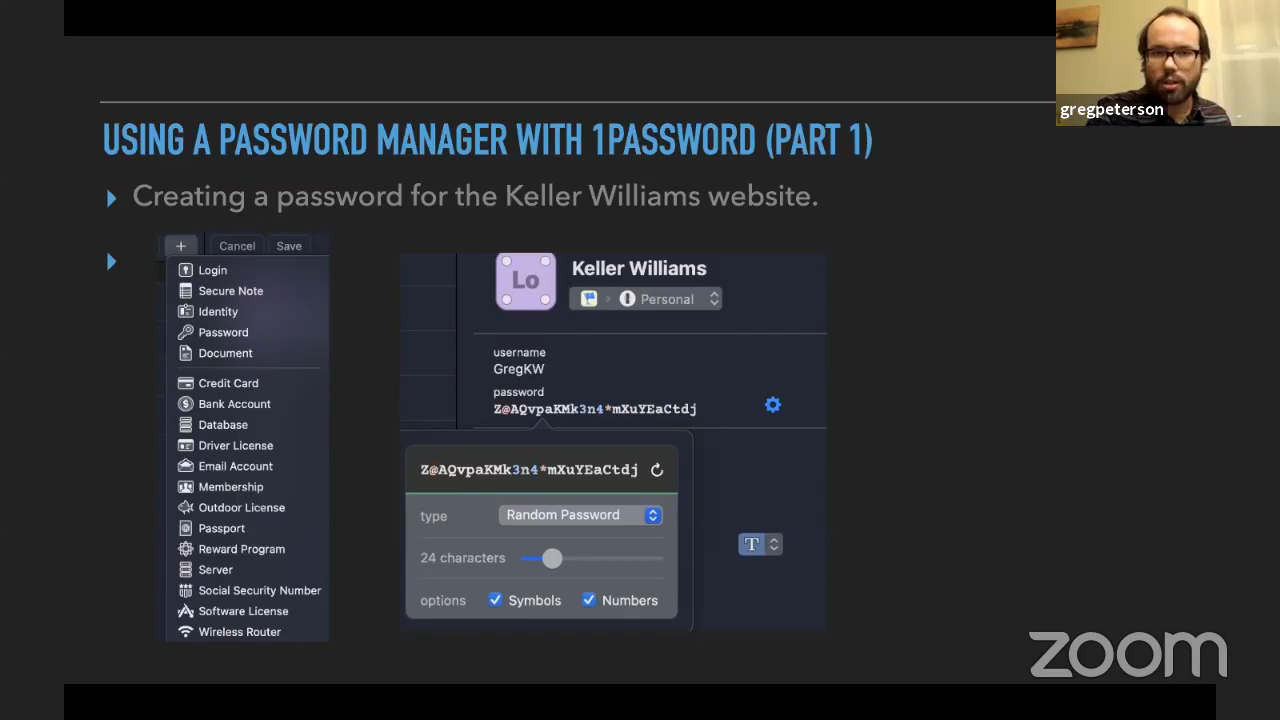 gregpeterson
USING A PASSWORD MANAGER WITH 1PASSWORD (PART 1)
Creating a password for the Keller Williams website.
+ Cancel Save
Login
Secure Note
Identity
Password
Document
Credit Card
Bank Account
Database
Driver License
Email Account
Membership
Outdoor License
Passport
Reward Program
Server
Social Security Number
Software License
Wireless Router
Lo
Keller Williams
Personal
username
GregKW
password
Z@AQvpaKMk3n4*mXuYEaCtdj
Z@AQvpaKMk3n4*mXuYEaCtdj
type Random Password
24 characters
options Symbols Numbers
T
zoom